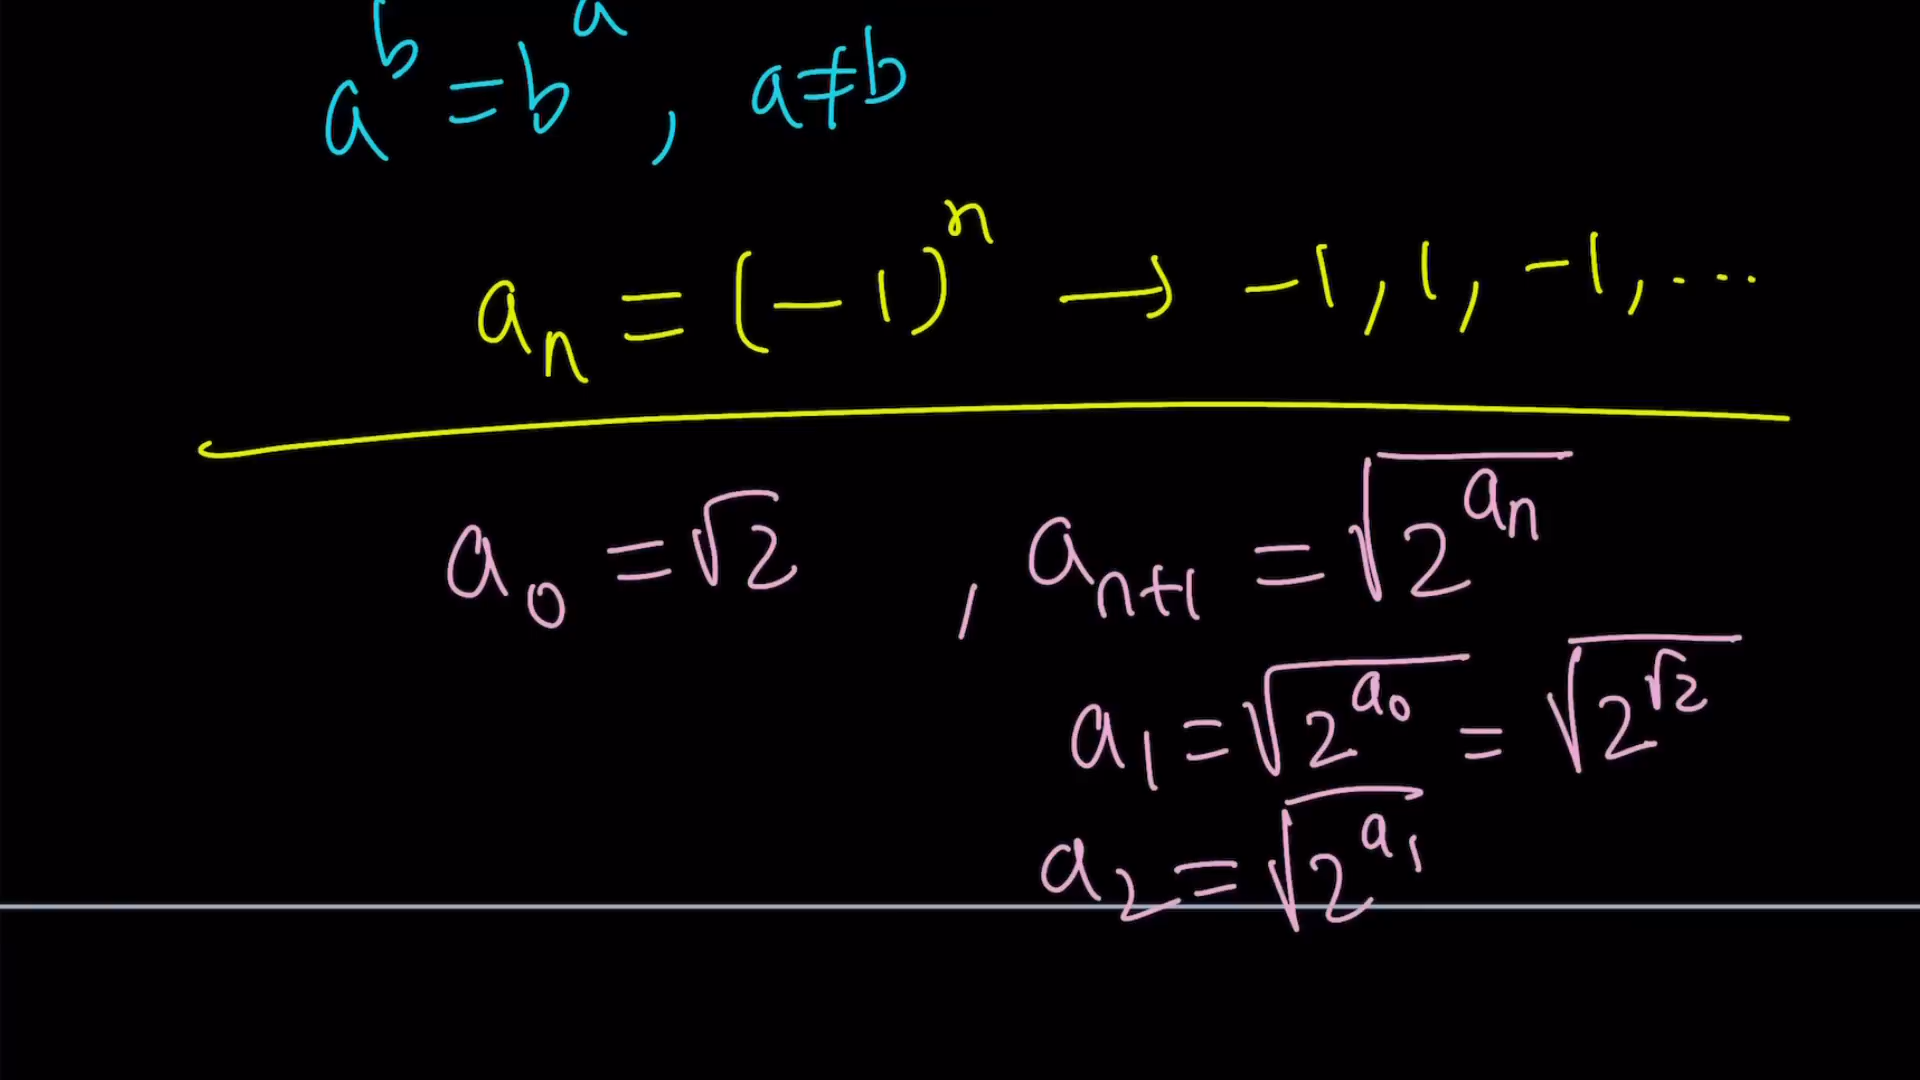 a^b = b^a , a ≠ b
a_n = (-1)^n → -1, 1, -1, ...
a_0 = √2 , a_{n+1} = √(2^{a_n})
a_1 = √(2^{a_0}) = √(2^{√2})
a_2 = √(2^{a_1})